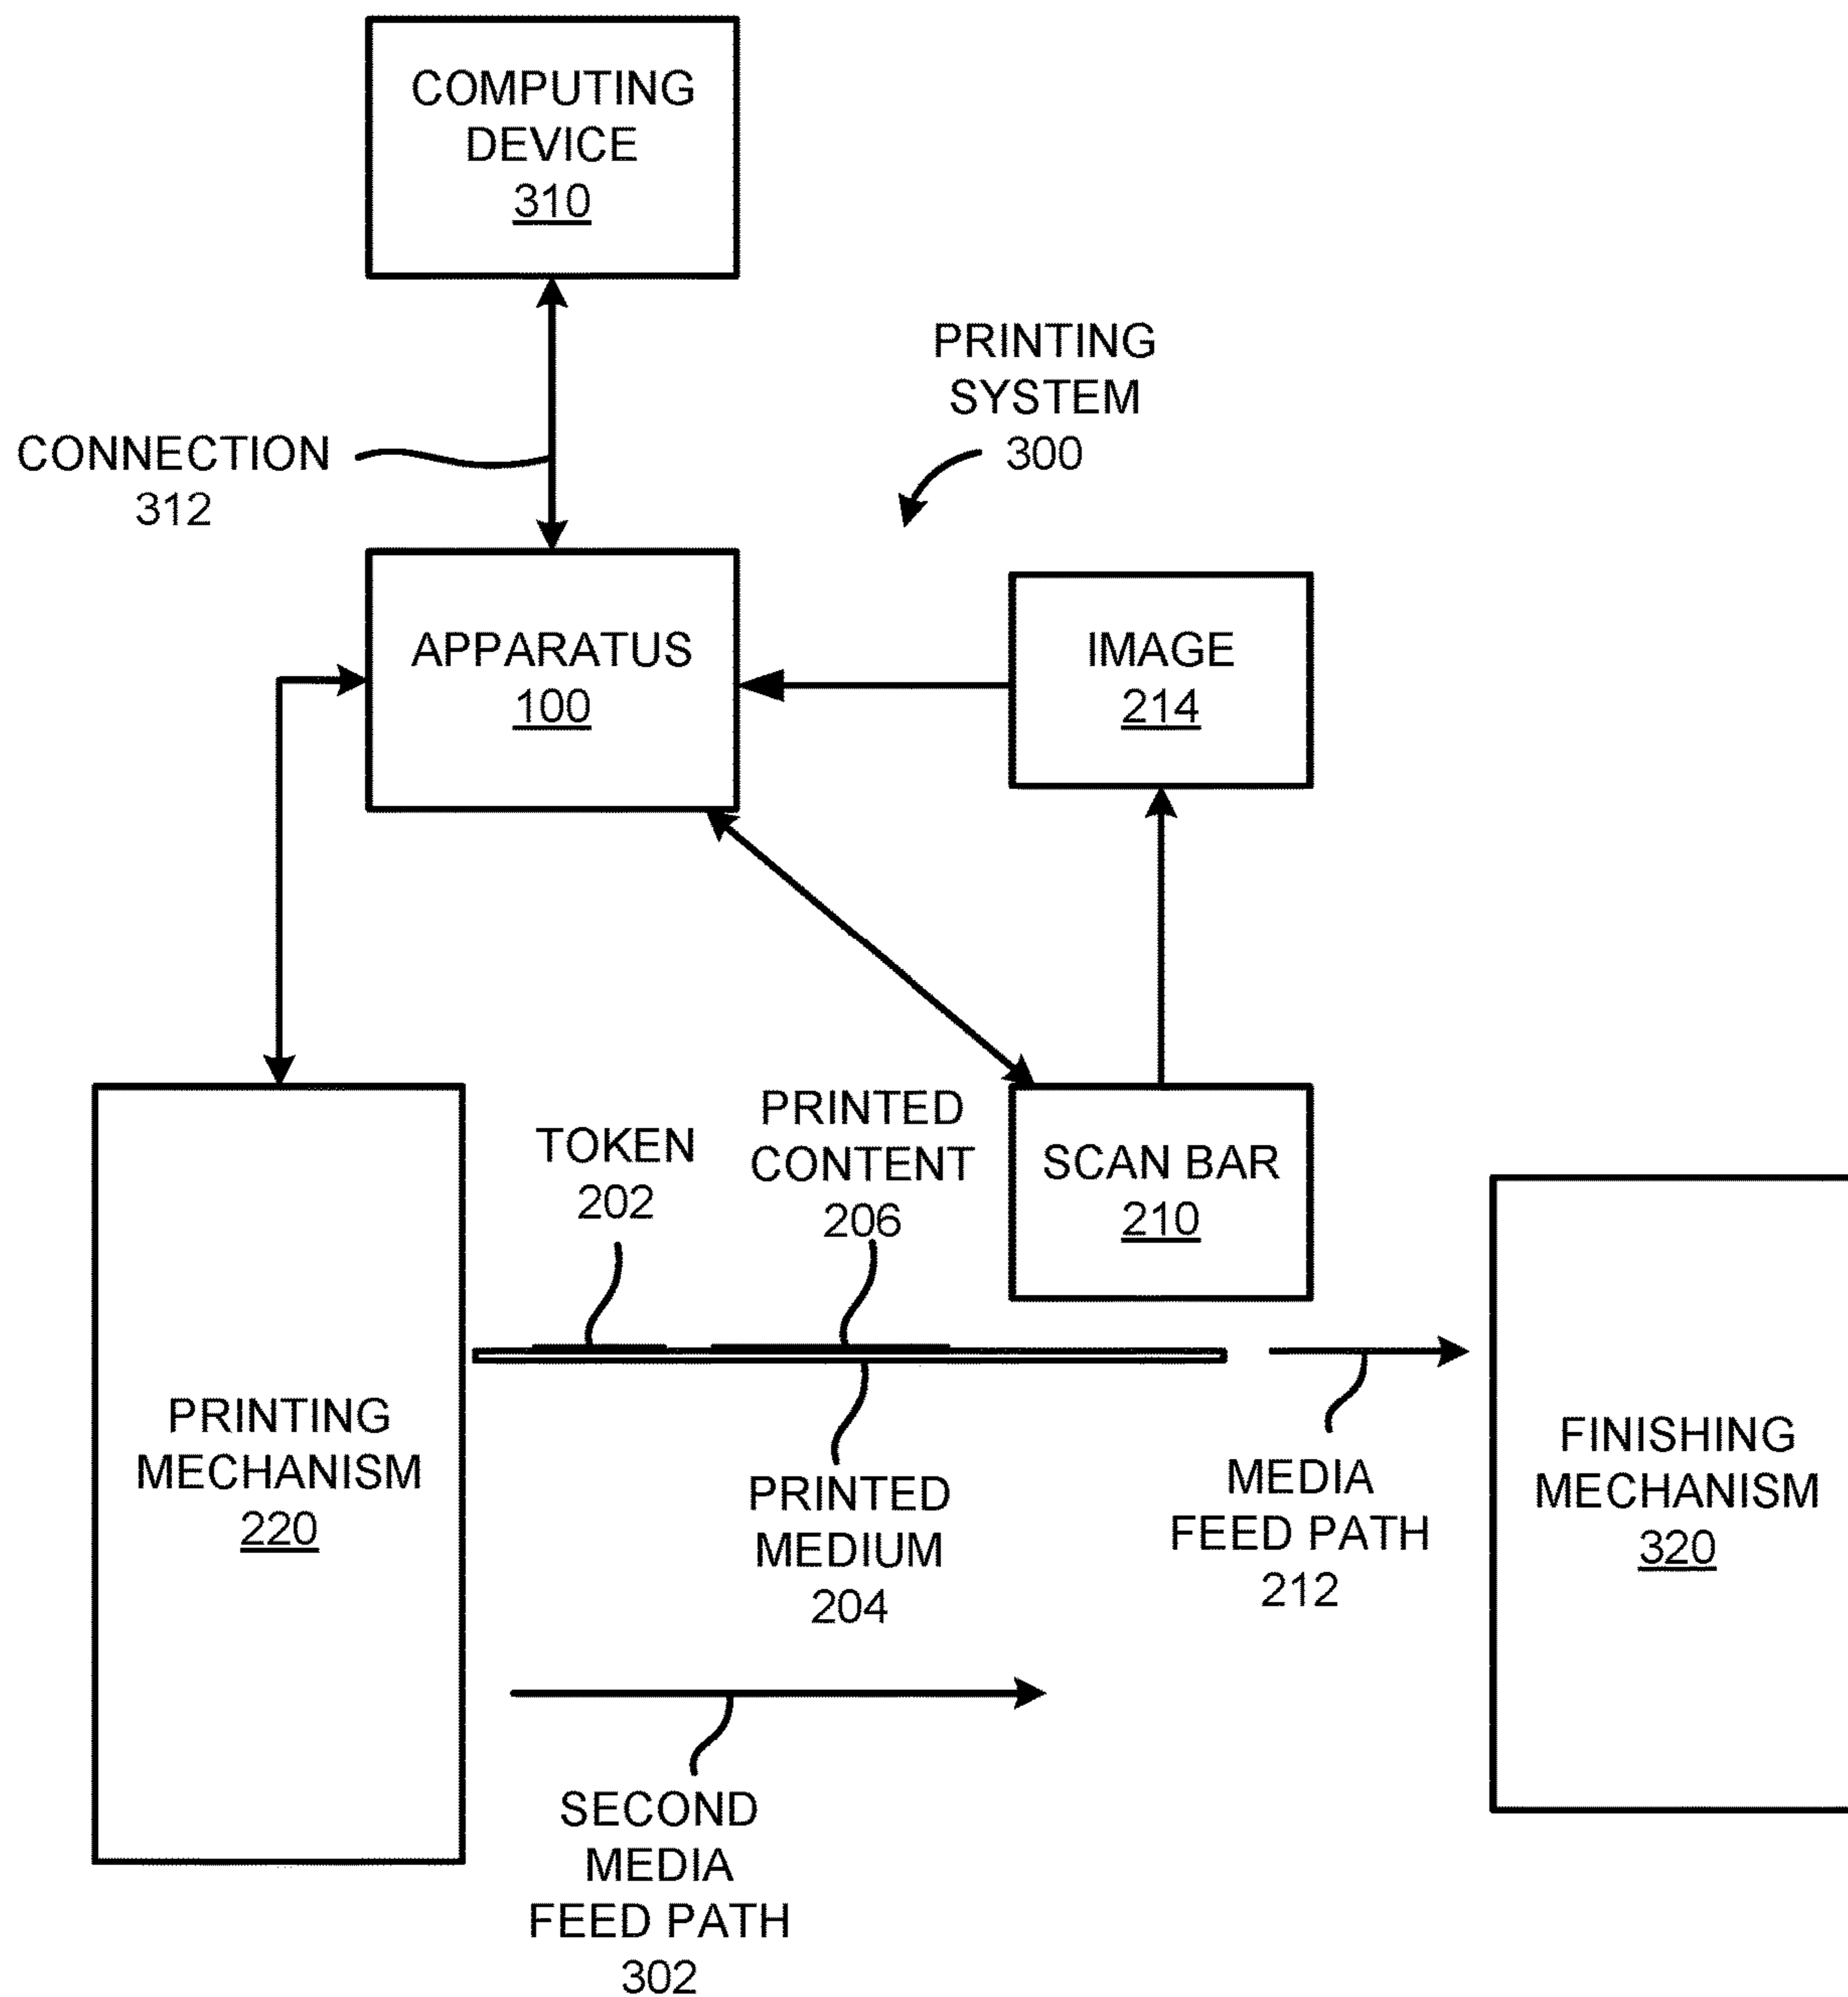 COMPUTING
DEVICE
310
PRINTING
SYSTEM
300
CONNECTION
312
APPARATUS
100
IMAGE
214
TOKEN
202
PRINTED
CONTENT
206
SCAN BAR
210
PRINTING
MECHANISM
220
PRINTED
MEDIUM
204
MEDIA
FEED PATH
212
FINISHING
MECHANISM
320
SECOND
MEDIA
FEED PATH
302